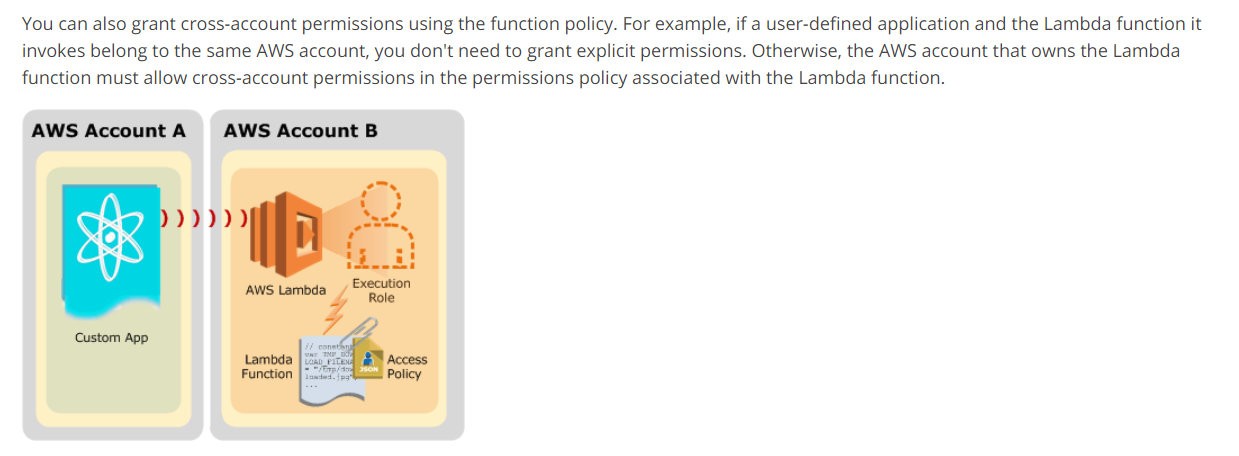 You can also grant cross-account permissions using the function policy. For example, if a user-defined application and the Lambda function it
invokes belong to the same AWS account, you don't need to grant explicit permissions. Otherwise, the AWS account that owns the Lambda
function must allow cross-account permissions in the permissions policy associated with the Lambda function.
AWS Account A
AWS Account B
AWS Lambda
Execution
Role
Custom App
Lambda
Function
// constan
var TMP
LOAD
= "/Tmp/dow
loaded.jpg"
...
JSON
Access
Policy